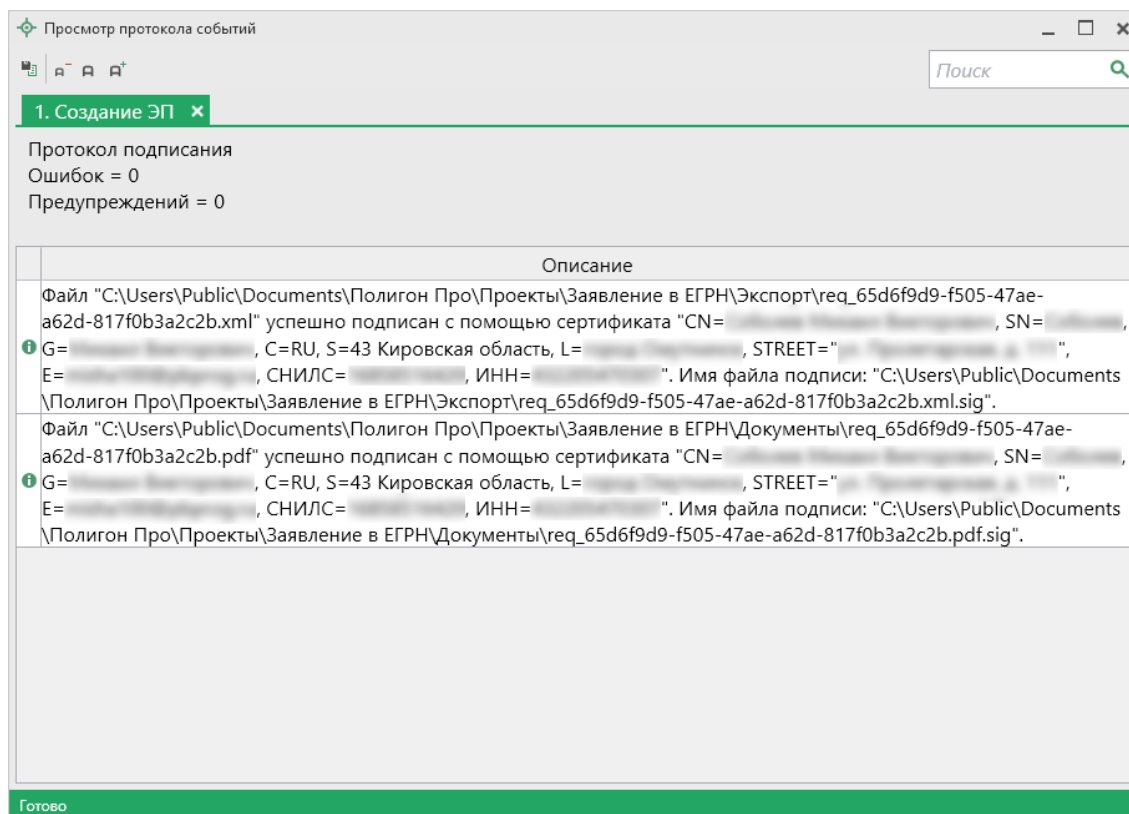 Просмотр протокола событий
Поиск
1. Создание ЭП
Протокол подписания
Ошибок = 0
Предупреждений = 0
Описание
Файл "C:\Users\Public\Documents\Полигон Про\Проекты\Заявление в ЕГРН\Экспорт\req_65d6f9d9-f505-47ae-
a62d-817f0b3a2c2b.xml" успешно подписан с помощью сертификата "CN= , SN= ,
G= , C=RU, S=43 Кировская область, L= , STREET=" ",
E= , СНИЛС= , ИНН= ". Имя файла подписи: "C:\Users\Public\Documents
\Полигон Про\Проекты\Заявление в ЕГРН\Экспорт\req_65d6f9d9-f505-47ae-a62d-817f0b3a2c2b.xml.sig".
Файл "C:\Users\Public\Documents\Полигон Про\Проекты\Заявление в ЕГРН\Документы\req_65d6f9d9-f505-47ae-
a62d-817f0b3a2c2b.pdf" успешно подписан с помощью сертификата "CN= , SN= ,
G= , C=RU, S=43 Кировская область, L= , STREET=" ",
E= , СНИЛС= , ИНН= ". Имя файла подписи: "C:\Users\Public\Documents
\Полигон Про\Проекты\Заявление в ЕГРН\Документы\req_65d6f9d9-f505-47ae-a62d-817f0b3a2c2b.pdf.sig".
Готово